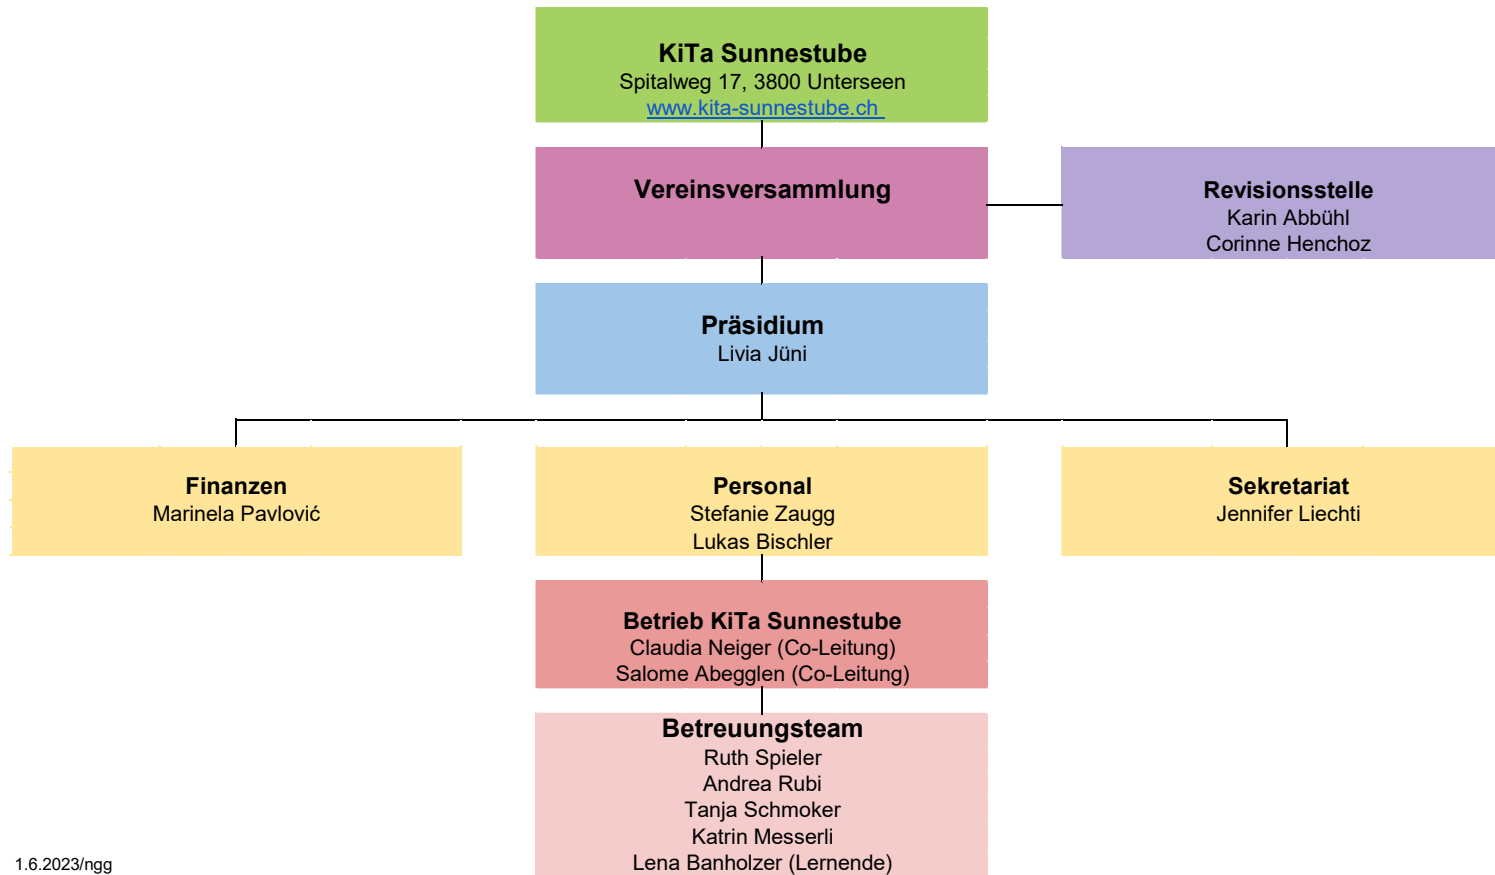 KiTa Sunnestube
Spitalweg 17, 3800 Unterseen
www.kita-sunnestube.ch
Vereinsversammlung
Revisionsstelle
Karin Abbühl
Corinne Henchoz
Präsidium
Livia Jüni
Finanzen
Marinela Pavlović
Personal
Stefanie Zaugg
Lukas Bischler
Sekretariat
Jennifer Liechti
Betrieb KiTa Sunnestube
Claudia Neiger (Co-Leitung)
Salome Abegglen (Co-Leitung)
Betreuungsteam
Ruth Spieler
Andrea Rubi
Tanja Schmoker
Katrin Messerli
Lena Banholzer (Lernende)
1.6.2023/ngg